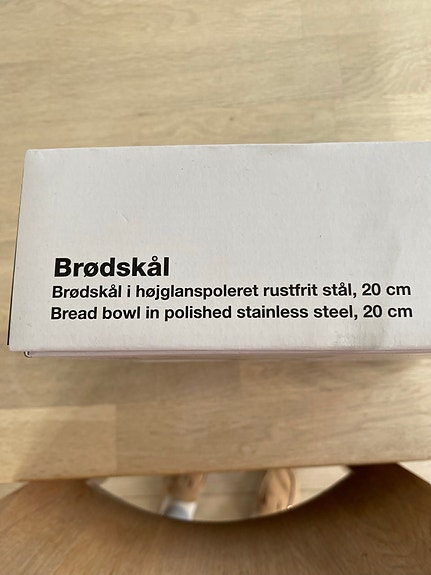 Brødskål
Brødskål i højglanspoleret rustfrit stål, 20 cm
Bread bowl in polished stainless steel, 20 cm